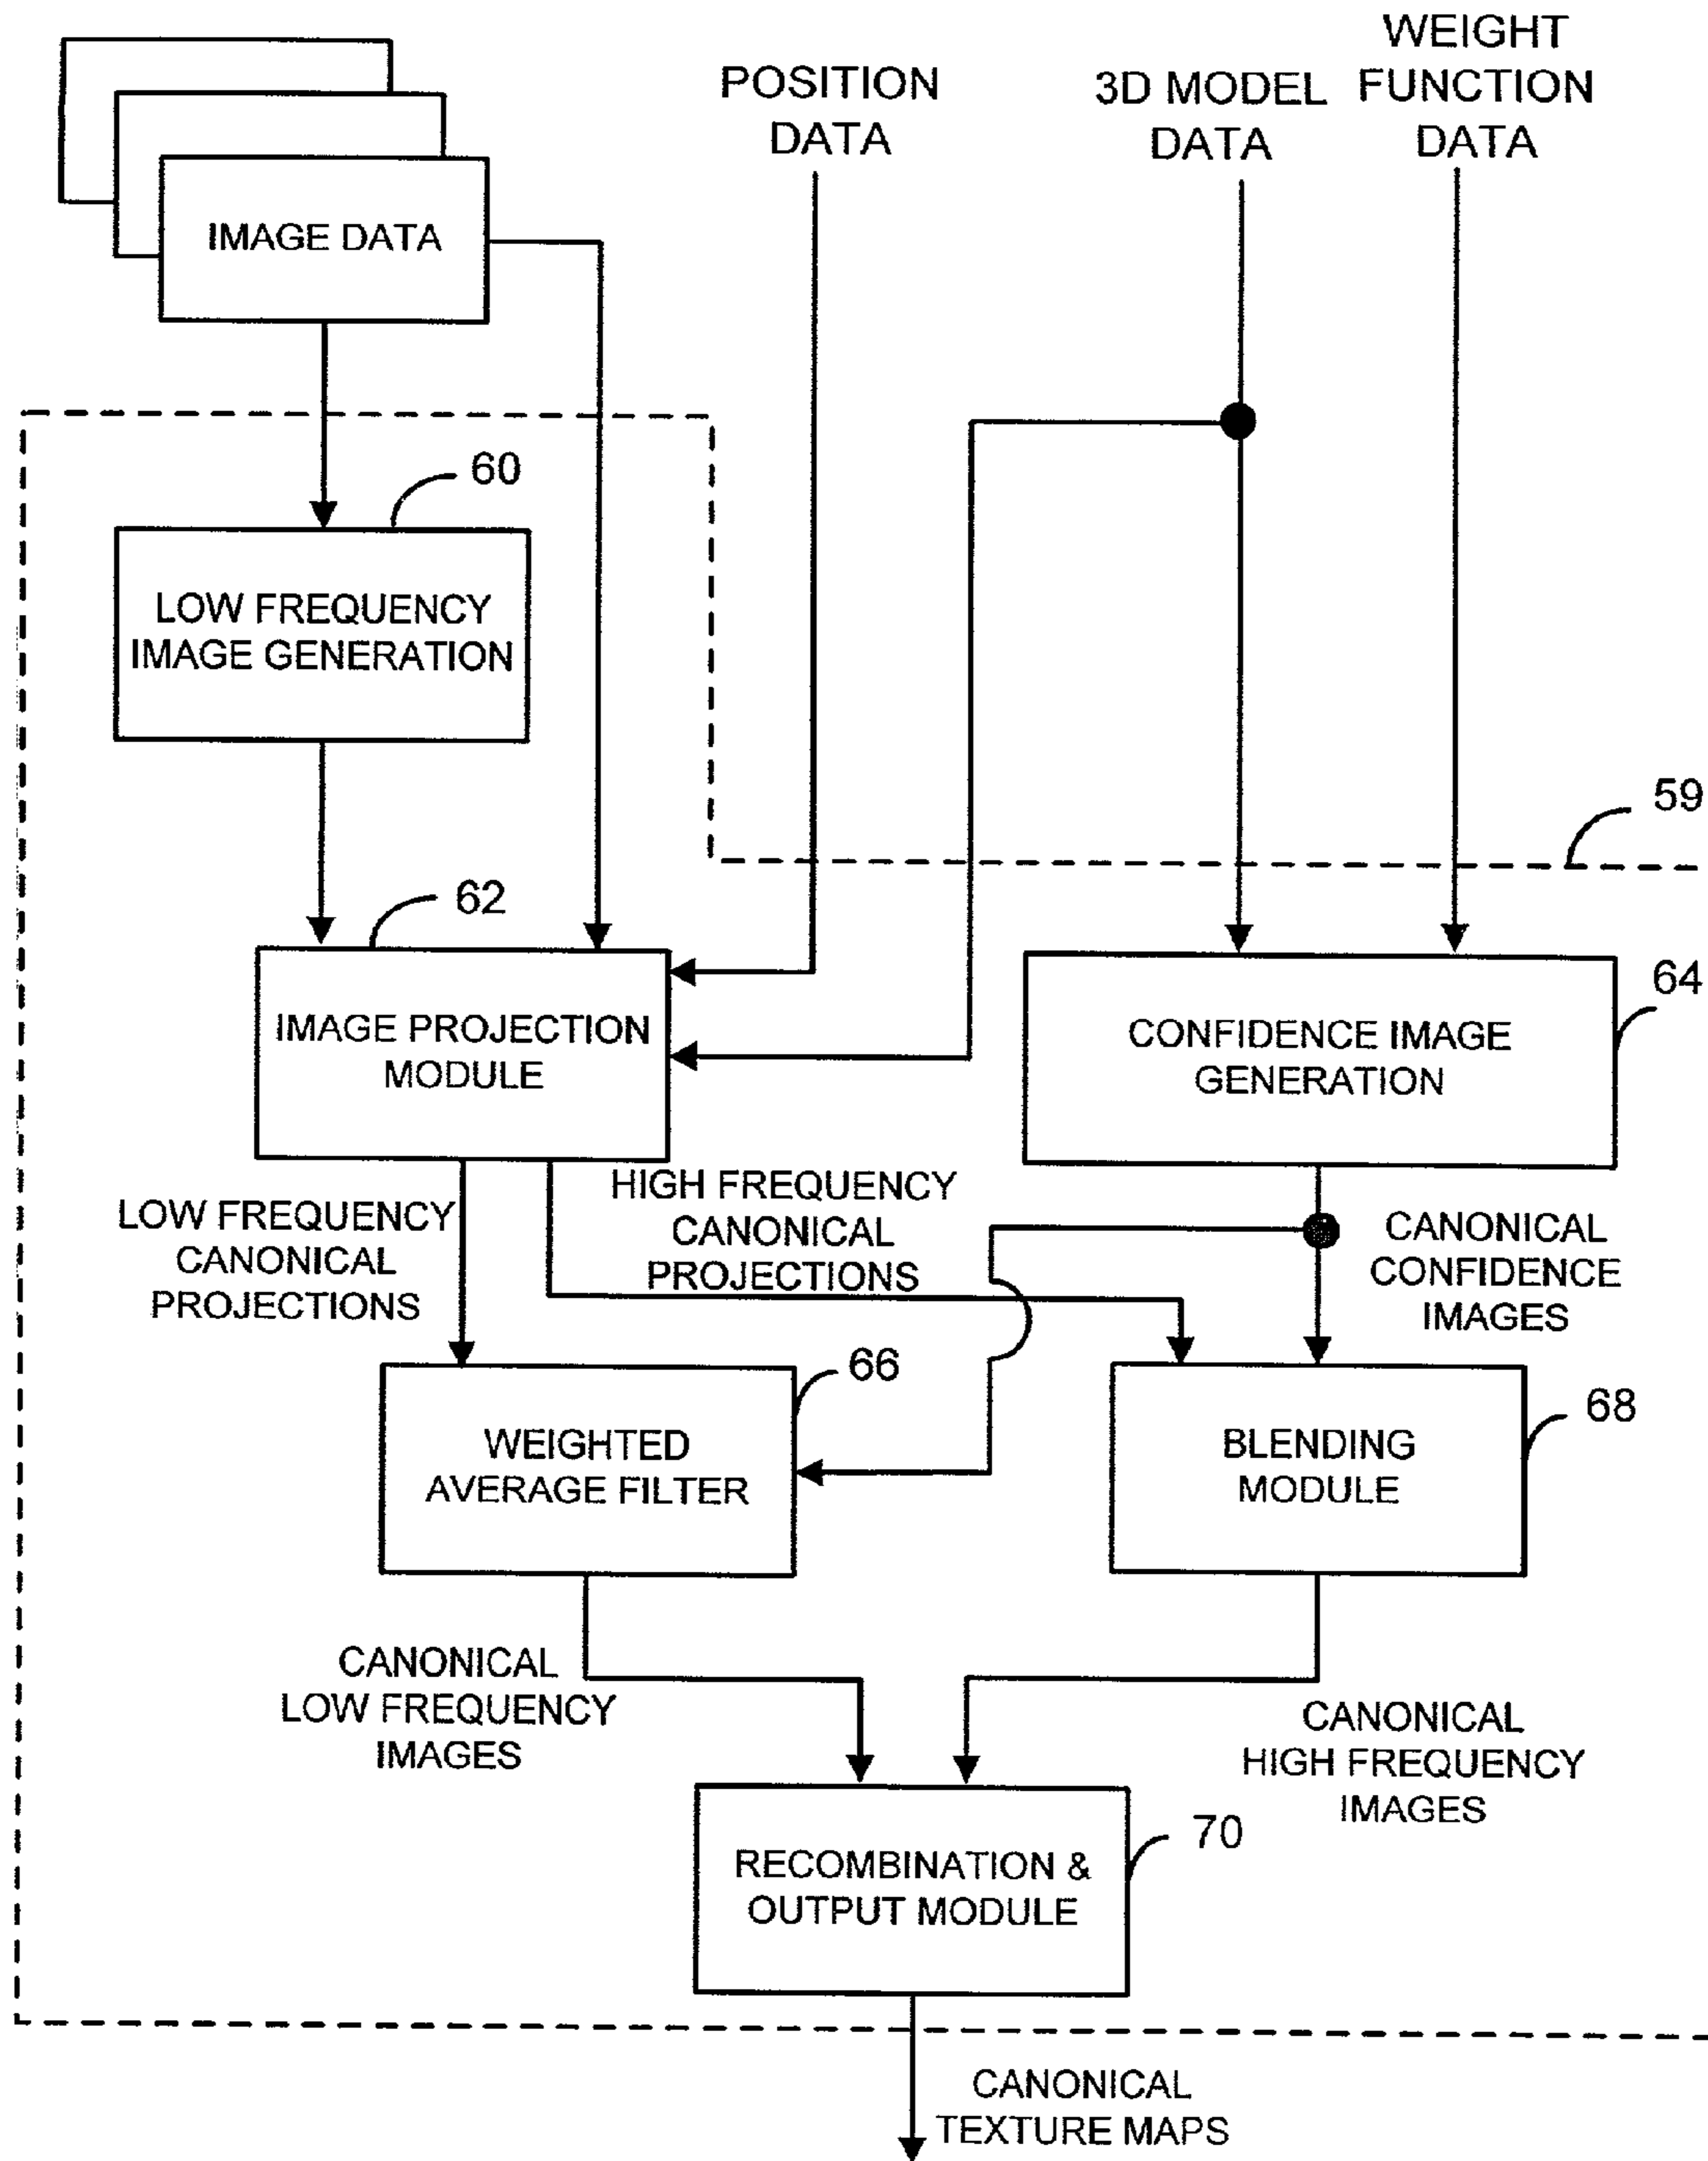 WEIGHT
FUNCTION
DATA
POSITION
DATA
3D MODEL
DATA
IMAGE DATA
60
LOW FREQUENCY
IMAGE GENERATION
59
62
IMAGE PROJECTION
MODULE
64
CONFIDENCE IMAGE
GENERATION
LOW FREQUENCY
CANONICAL
PROJECTIONS
HIGH FREQUENCY
CANONICAL
PROJECTIONS
CANONICAL
CONFIDENCE
IMAGES
66
WEIGHTED
AVERAGE FILTER
68
BLENDING
MODULE
CANONICAL
LOW FREQUENCY
IMAGES
CANONICAL
HIGH FREQUENCY
IMAGES
70
RECOMBINATION &
OUTPUT MODULE
CANONICAL
TEXTURE MAPS